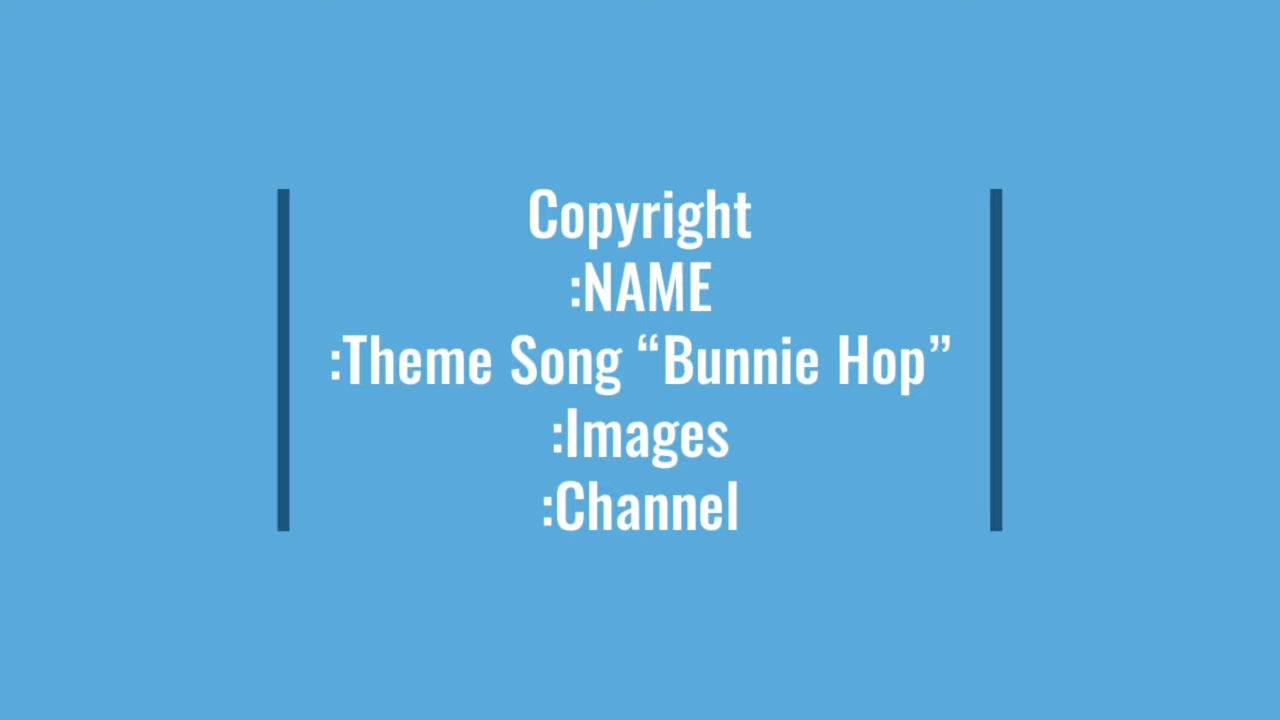 Copyright
:NAME
:Theme Song “Bunnie Hop”
:Images
:Channel